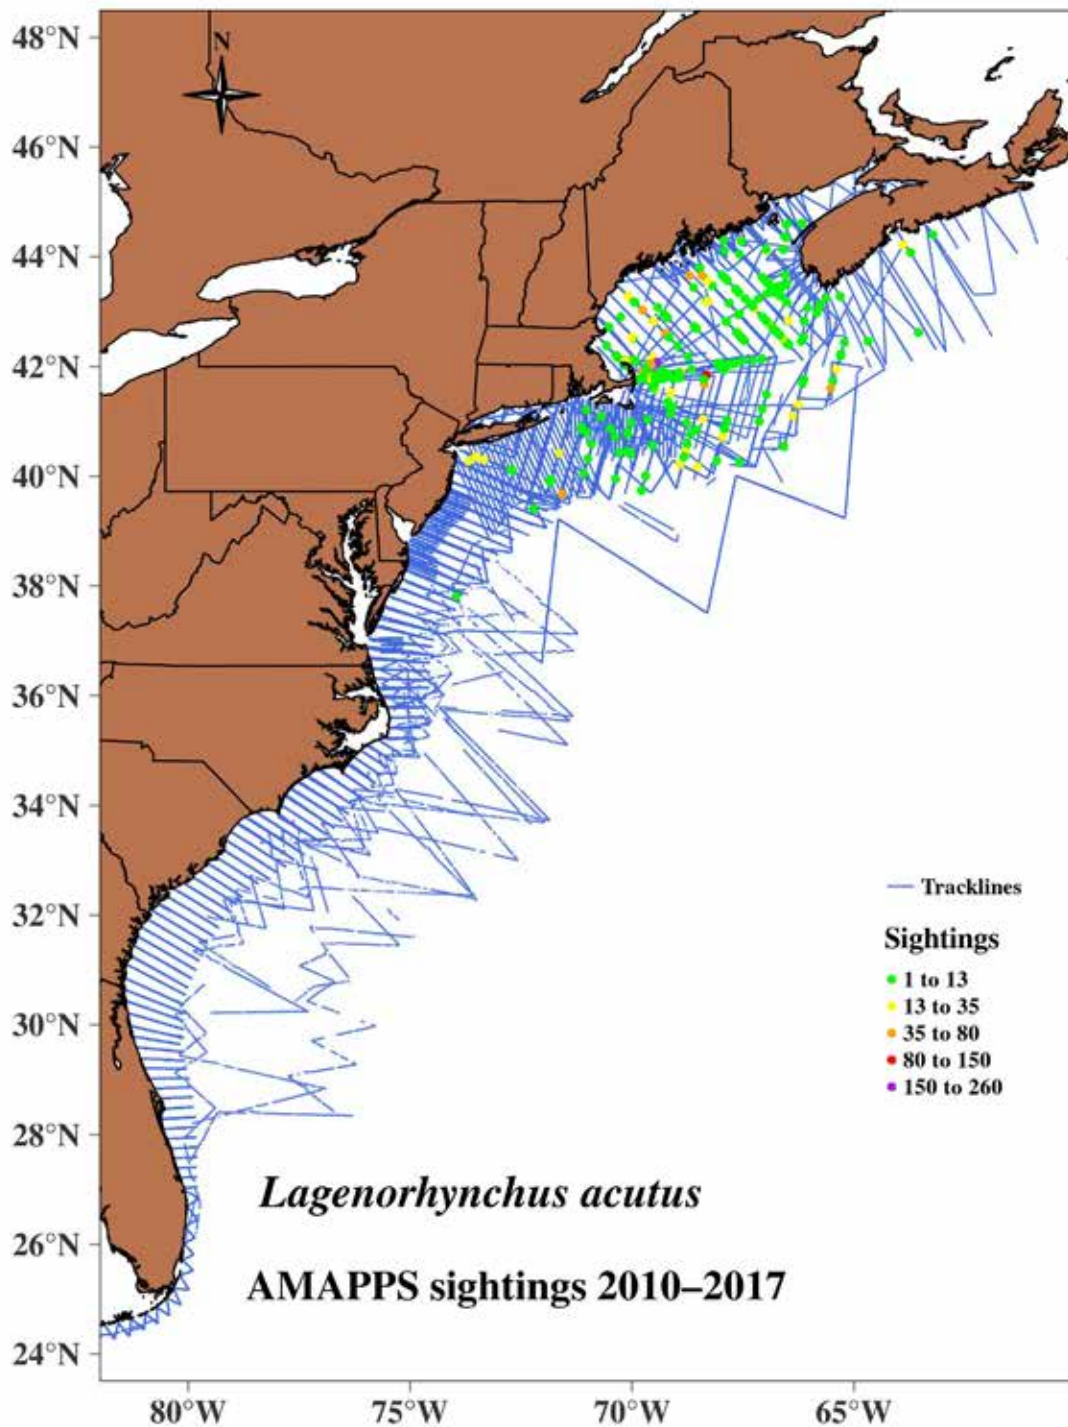 48°N
N
46°N
44°N
42°N
40°N
38°N
36°N
34°N
32°N
30°N
28°N
26°N
24°N
Tracklines
Sightings
1 to 13
13 to 35
35 to 80
80 to 150
150 to 260
Lagenorhynchus acutus
AMAPPS sightings 2010–2017
80°W 75°W 70°W 65°W